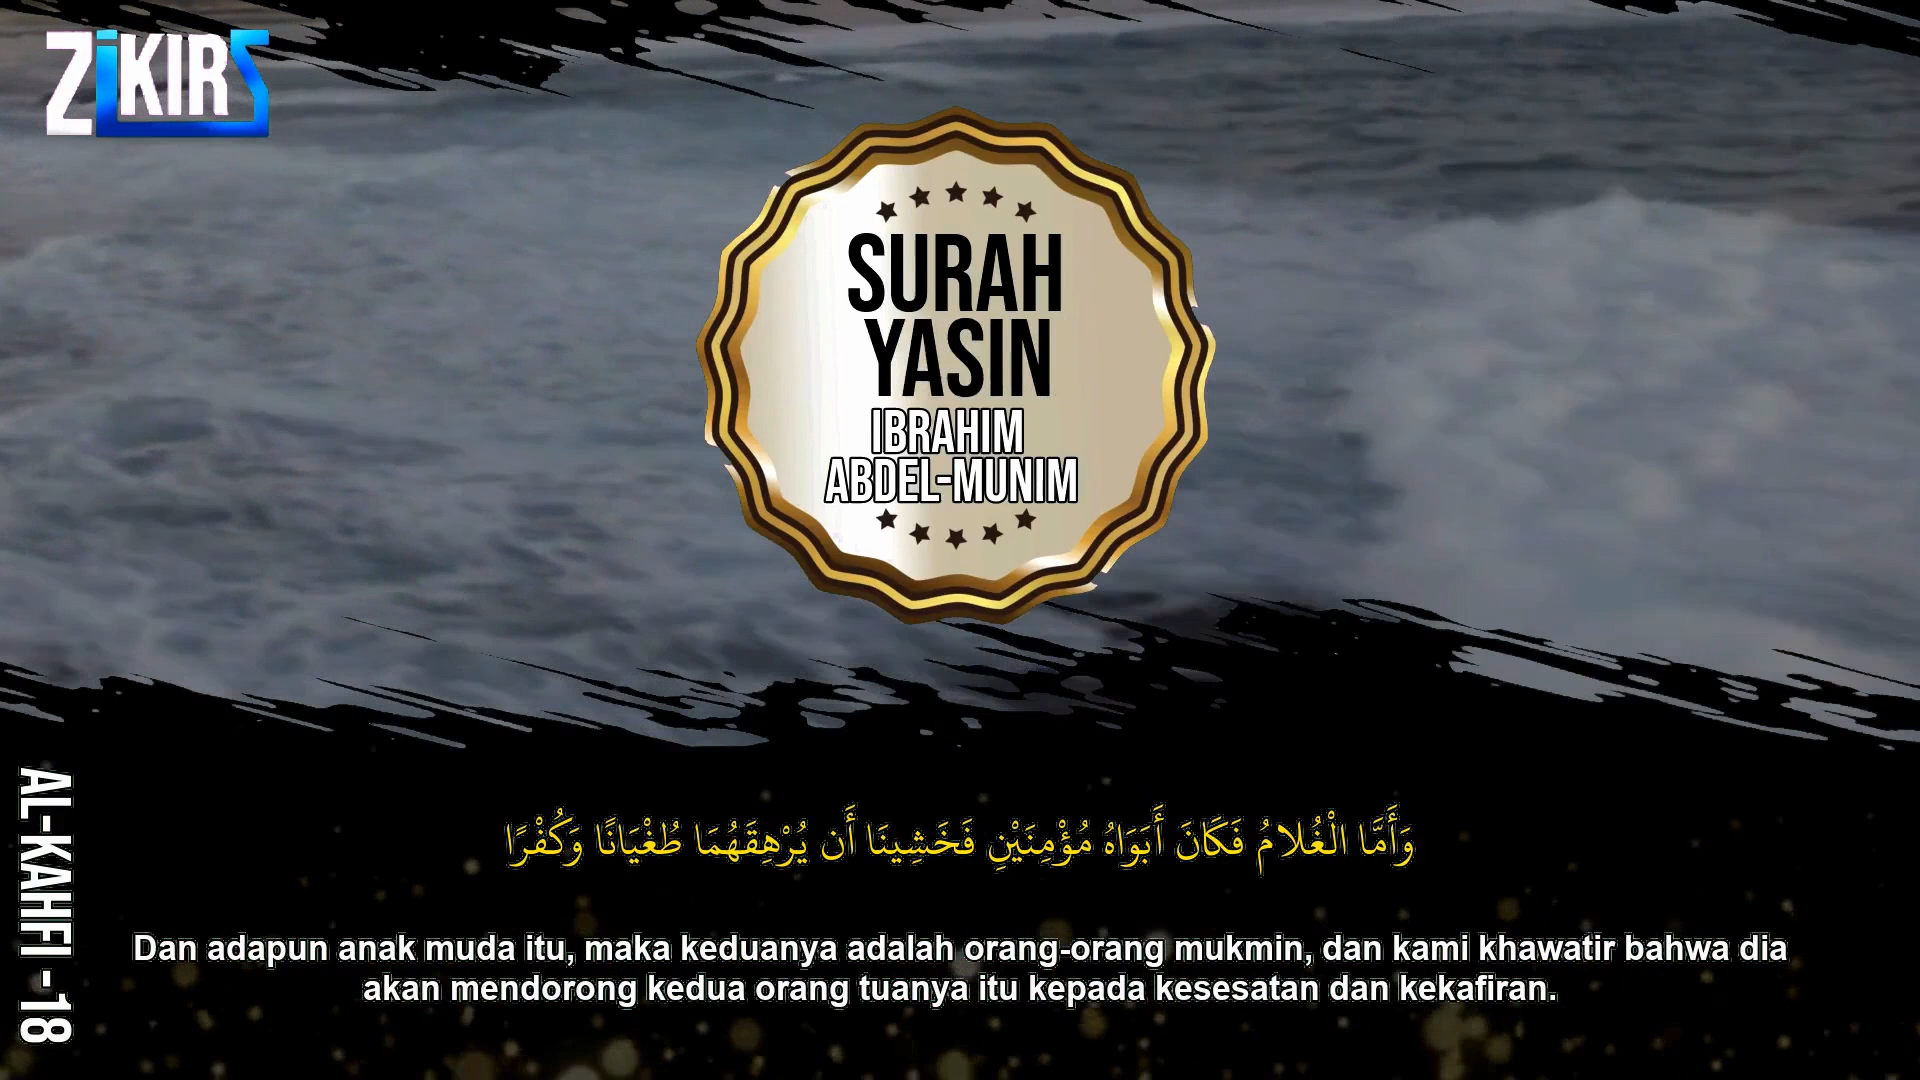 ZiKIRS
SURAH
YASIN
IBRAHIM
ABDEL-MUNIM
AL-KAHFI -18
وَأَمَّا الْغُلامُ فَكَانَ أَبَوَاهُ مُؤْمِنَيْنِ فَخَشِينَا أَن يُرْهِقَهُمَا طُغْيَانًا وَكُفْرًا
Dan adapun anak muda itu, maka keduanya adalah orang-orang mukmin, dan kami khawatir bahwa dia
akan mendorong kedua orang tuanya itu kepada kesesatan dan kekafiran.